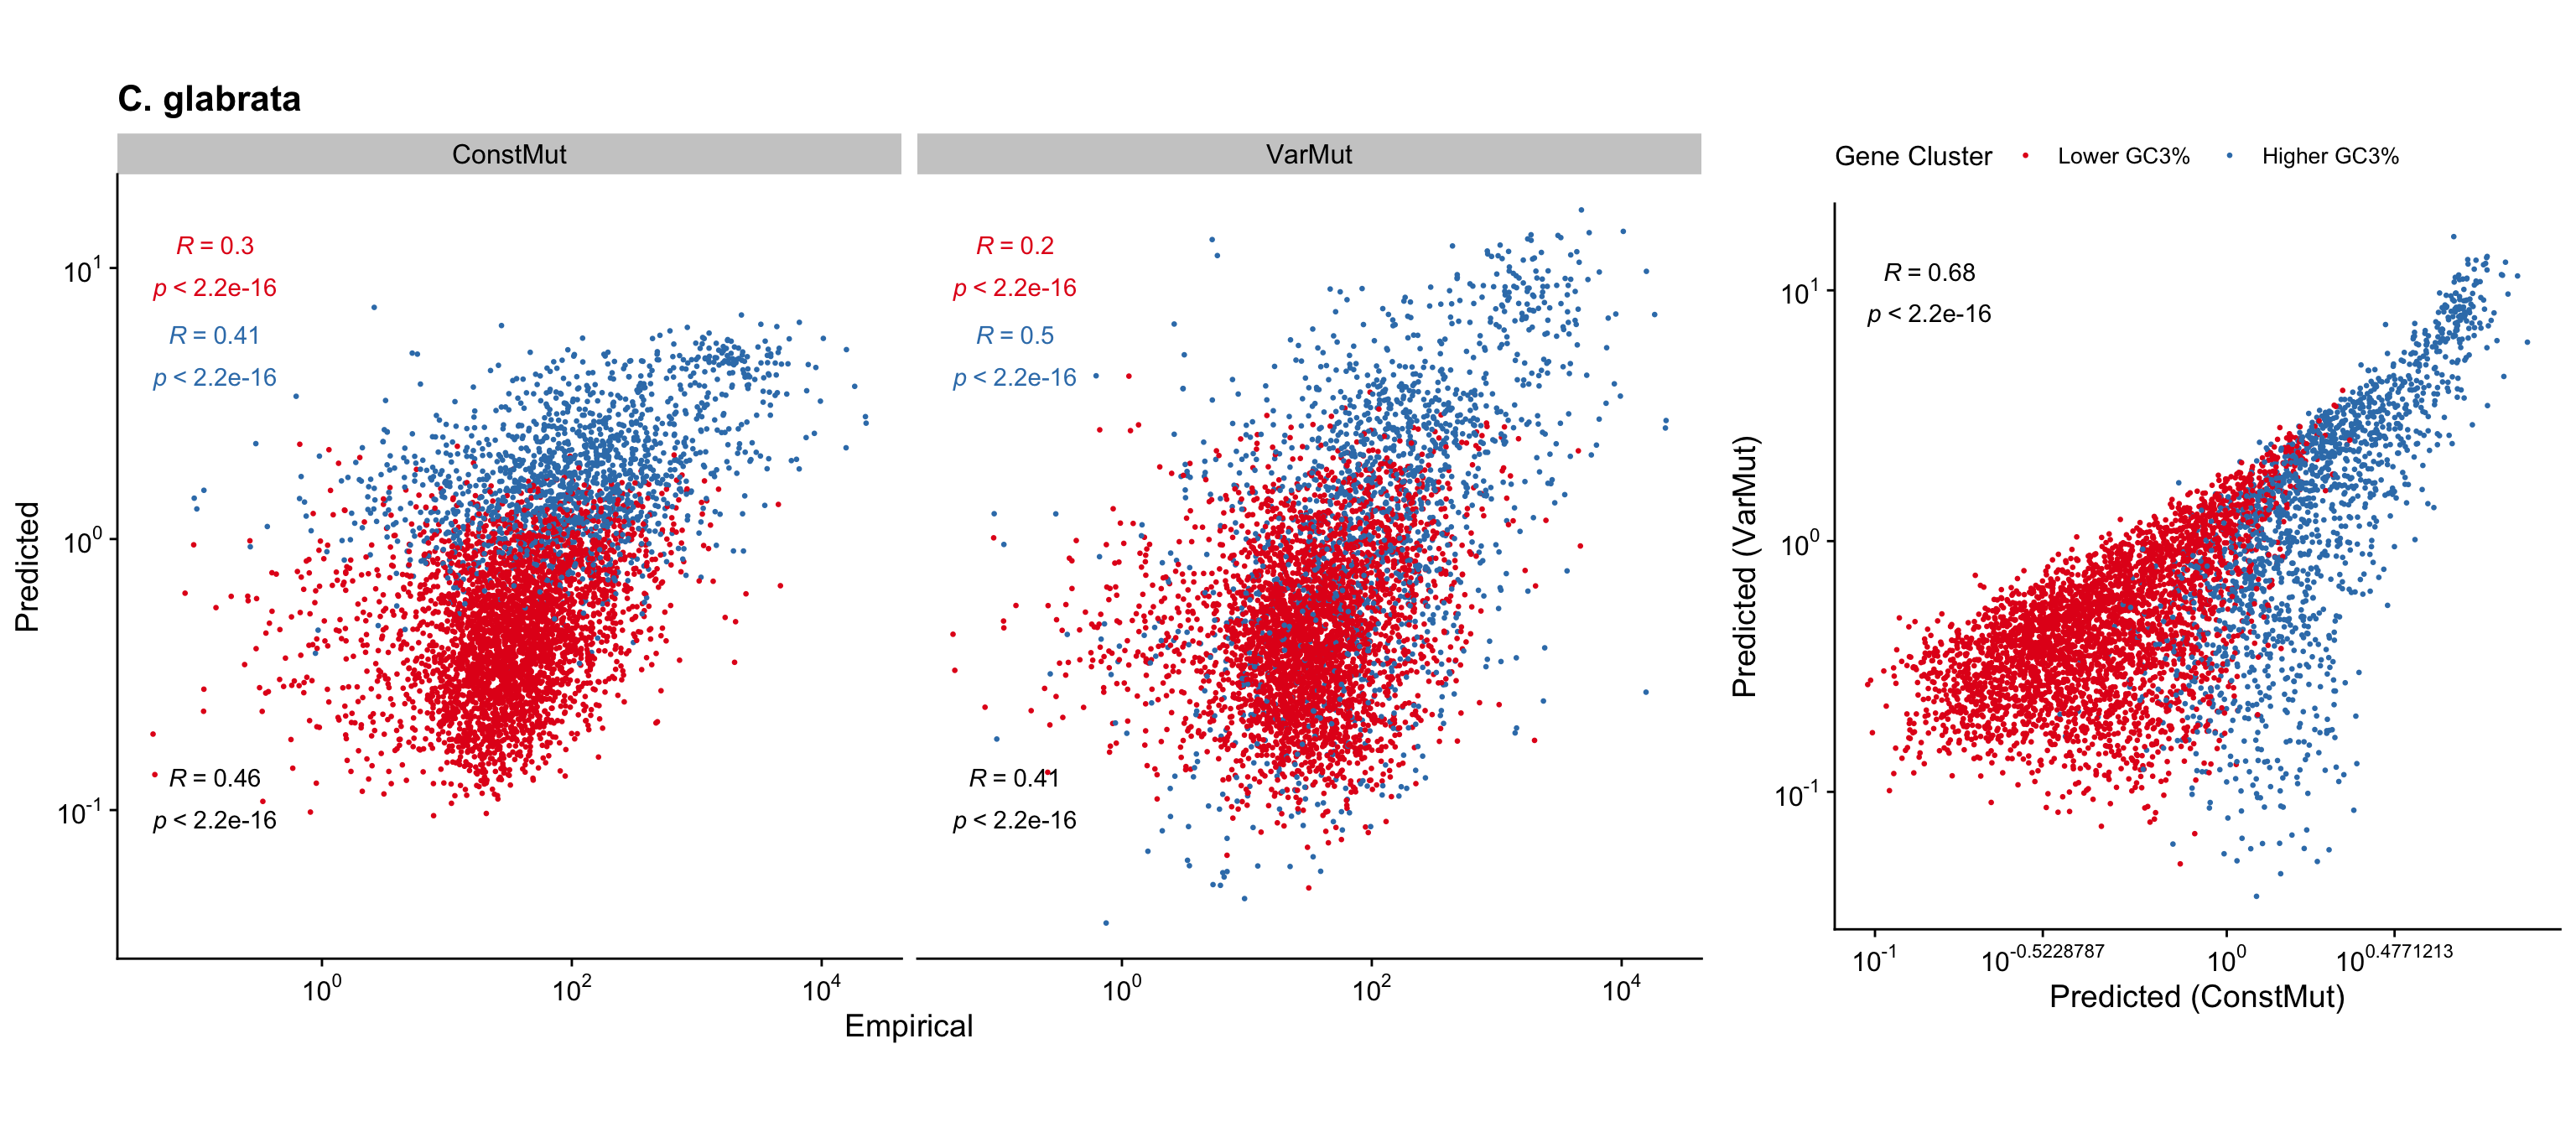 C. glabrata
ConstMut
VarMut
R = 0.3
p < 2.2e-16
R = 0.41
p < 2.2e-16
R = 0.46
p < 2.2e-16
R = 0.2
p < 2.2e-16
R = 0.5
p < 2.2e-16
R = 0.41
p < 2.2e-16
Predicted
10^1
10^0
10^-1
10^0 10^2 10^4
10^0 10^2 10^4
Empirical
Gene Cluster Lower GC3% Higher GC3%
R = 0.68
p < 2.2e-16
Predicted (VarMut)
10^1
10^0
10^-1
10^-1 10^-0.5228787 10^0 10^0.4771213
Predicted (ConstMut)